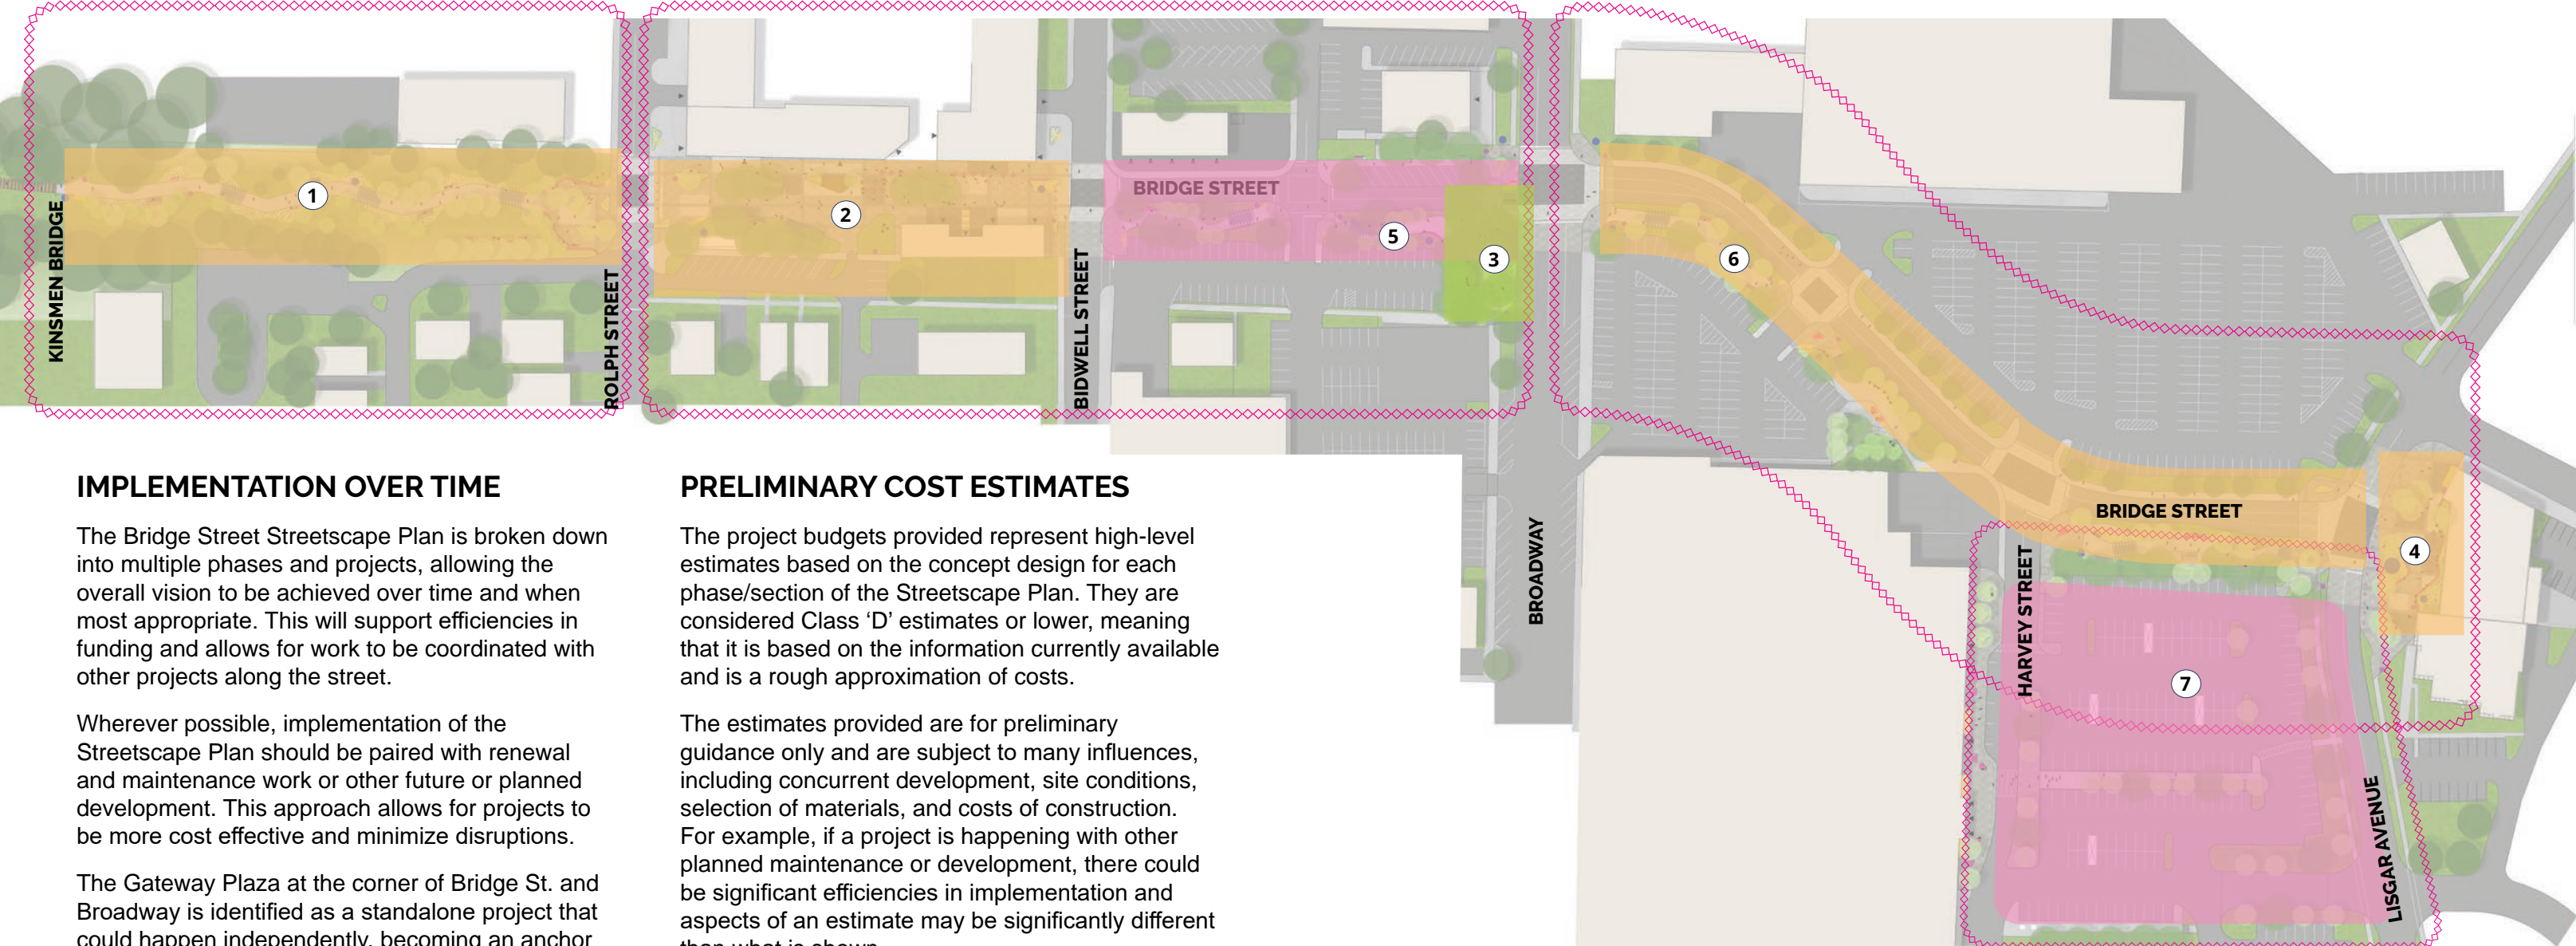 1
2
5
3
6
4
7
KINSMEN BRIDGE
ROLPH STREET
BIDWELL STREET
BRIDGE STREET
BROADWAY
BRIDGE STREET
HARVEY STREET
LISGAR AVENUE
IMPLEMENTATION OVER TIME
The Bridge Street Streetscape Plan is broken down
into multiple phases and projects, allowing the
overall vision to be achieved over time and when
most appropriate. This will support efficiencies in
funding and allows for work to be coordinated with
other projects along the street.
Wherever possible, implementation of the
Streetscape Plan should be paired with renewal
and maintenance work or other future or planned
development. This approach allows for projects to
be more cost effective and minimize disruptions.
The Gateway Plaza at the corner of Bridge St. and
Broadway is identified as a standalone project that
could happen independently, becoming an anchor
PRELIMINARY COST ESTIMATES
The project budgets provided represent high-level
estimates based on the concept design for each
phase/section of the Streetscape Plan. They are
considered Class ‘D’ estimates or lower, meaning
that it is based on the information currently available
and is a rough approximation of costs.
The estimates provided are for preliminary
guidance only and are subject to many influences,
including concurrent development, site conditions,
selection of materials, and costs of construction.
For example, if a project is happening with other
planned maintenance or development, there could
be significant efficiencies in implementation and
aspects of an estimate may be significantly different
than what is shown